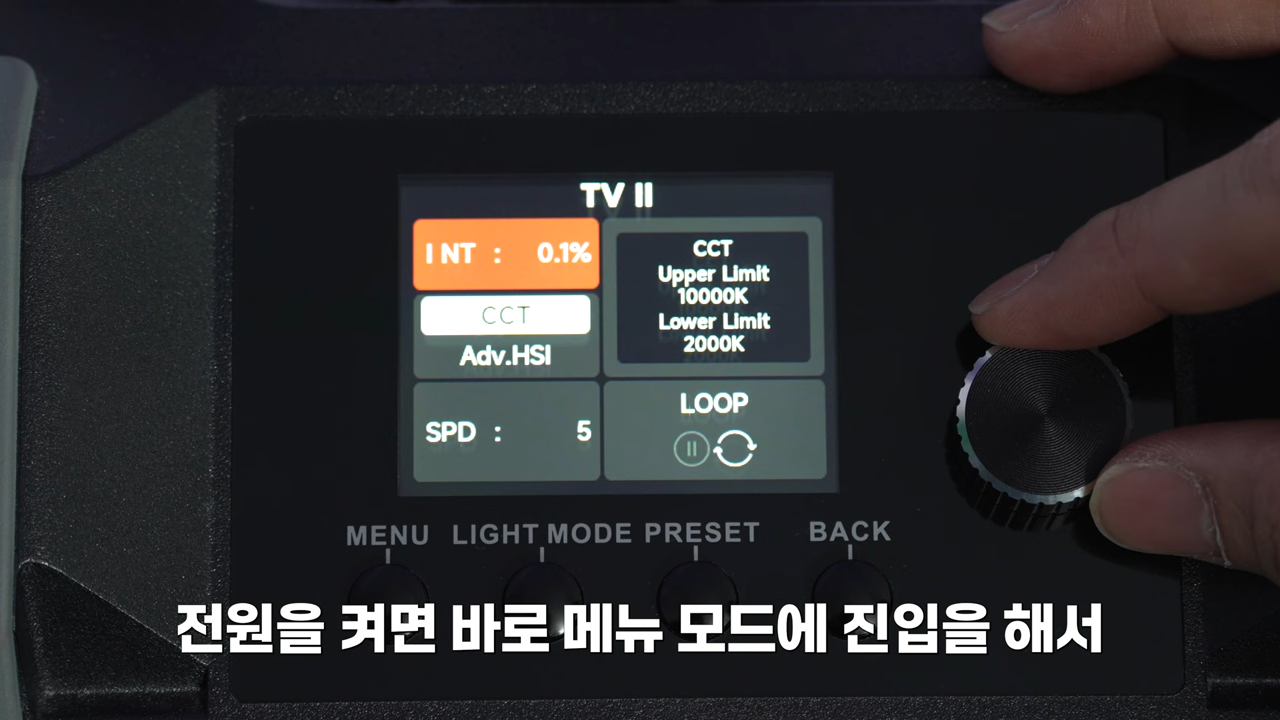 TV II
INT : 0.1%
CCT
Adv.HSI
CCT
Upper Limit
10000K
Lower Limit
2000K
SPD : 5
LOOP
MENU LIGHT MODE PRESET BACK
전원을 켜면 바로 메뉴 모드에 진입을 해서